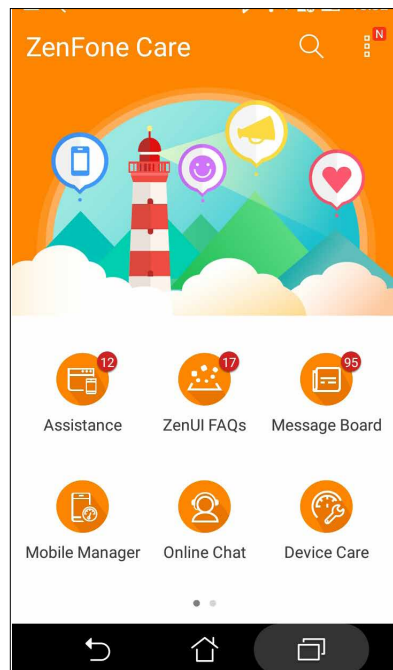 ZenFone Care
N
12
17
95
Assistance
ZenUI FAQs
Message Board
Mobile Manager
Online Chat
Device Care